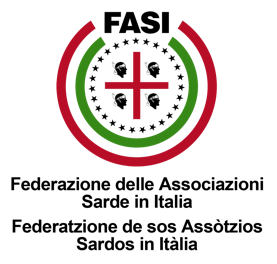 FASI
Federazione delle Associazioni
Sarde in Italia
Federatzione de sos Assòtzios
Sardos in Itàlia